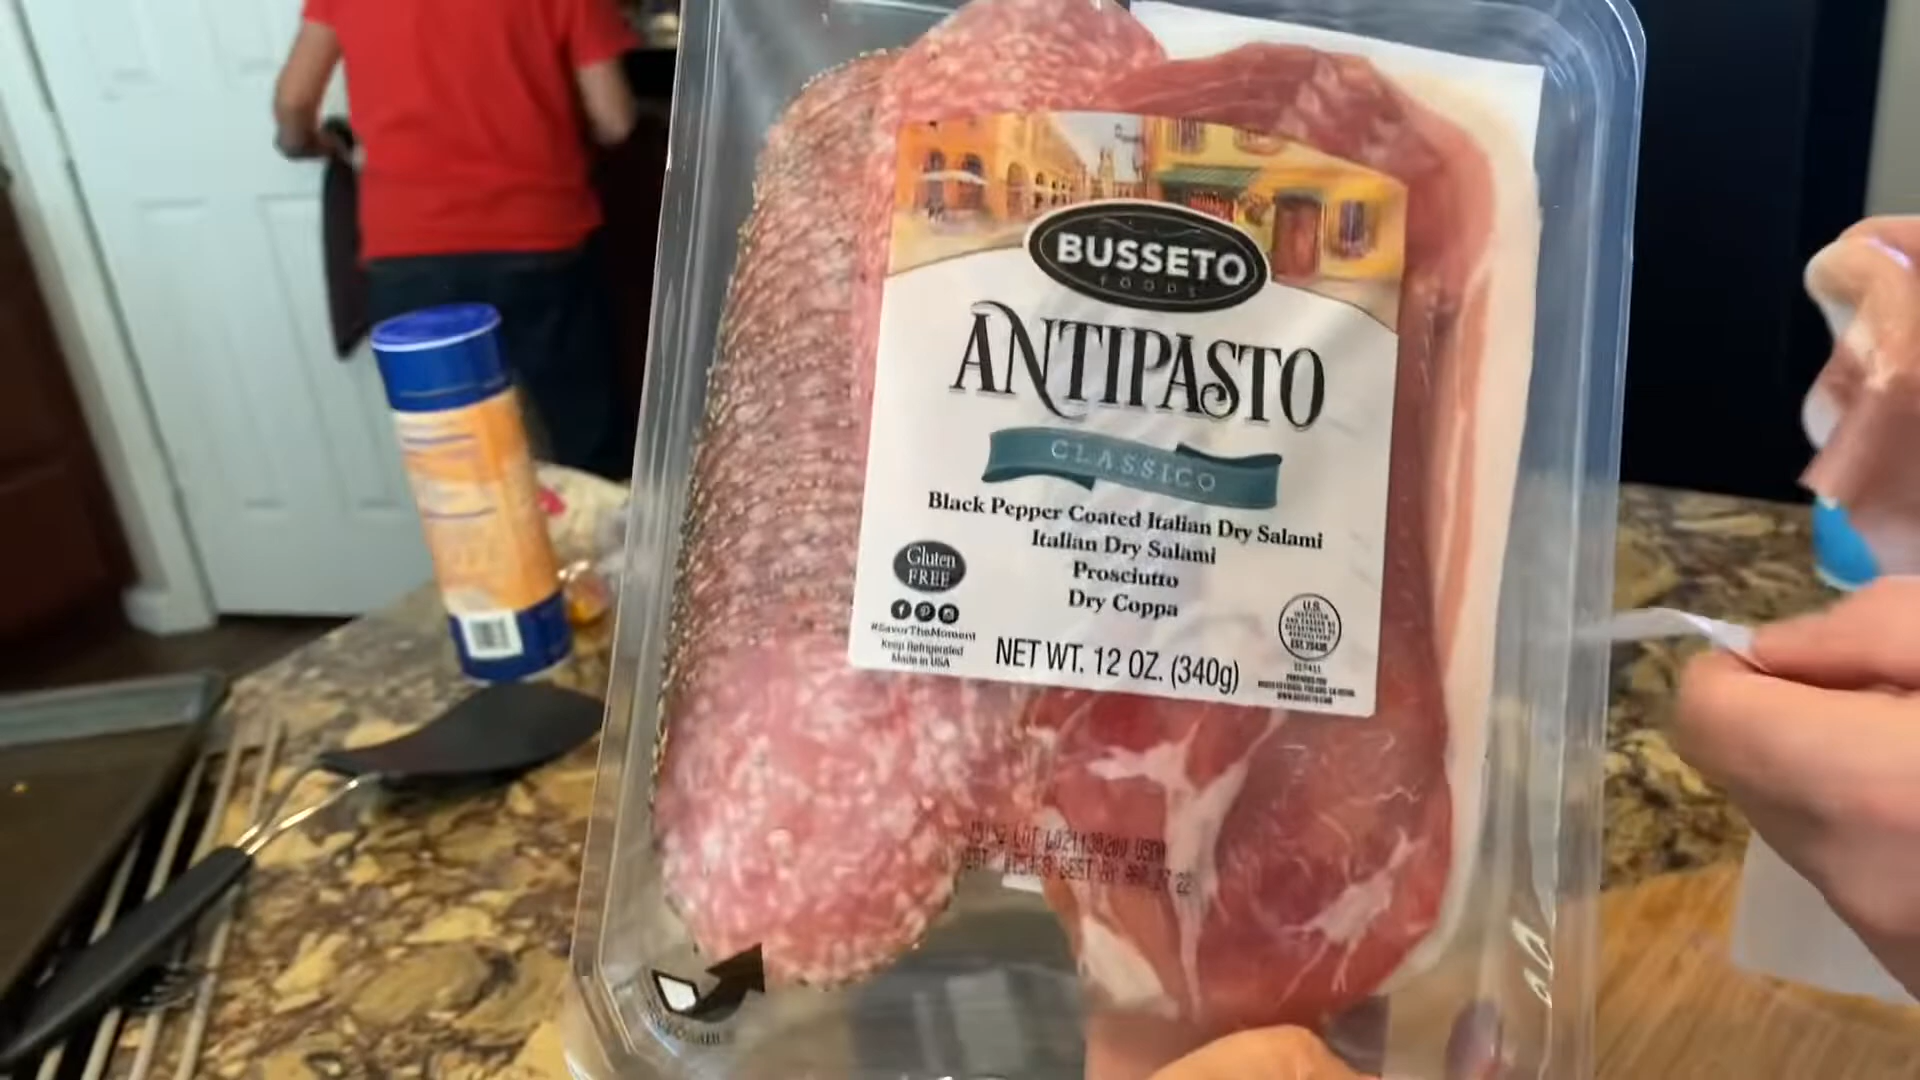 BUSSETO
FOODS
ANTIPASTO
CLASSICO
Black Pepper Coated Italian Dry Salami
Italian Dry Salami
Prosciutto
Dry Coppa
Gluten
FREE
#SavorTheMoment
Keep Refrigerated
Made in USA
NET WT. 12 OZ. (340g)
U.S.